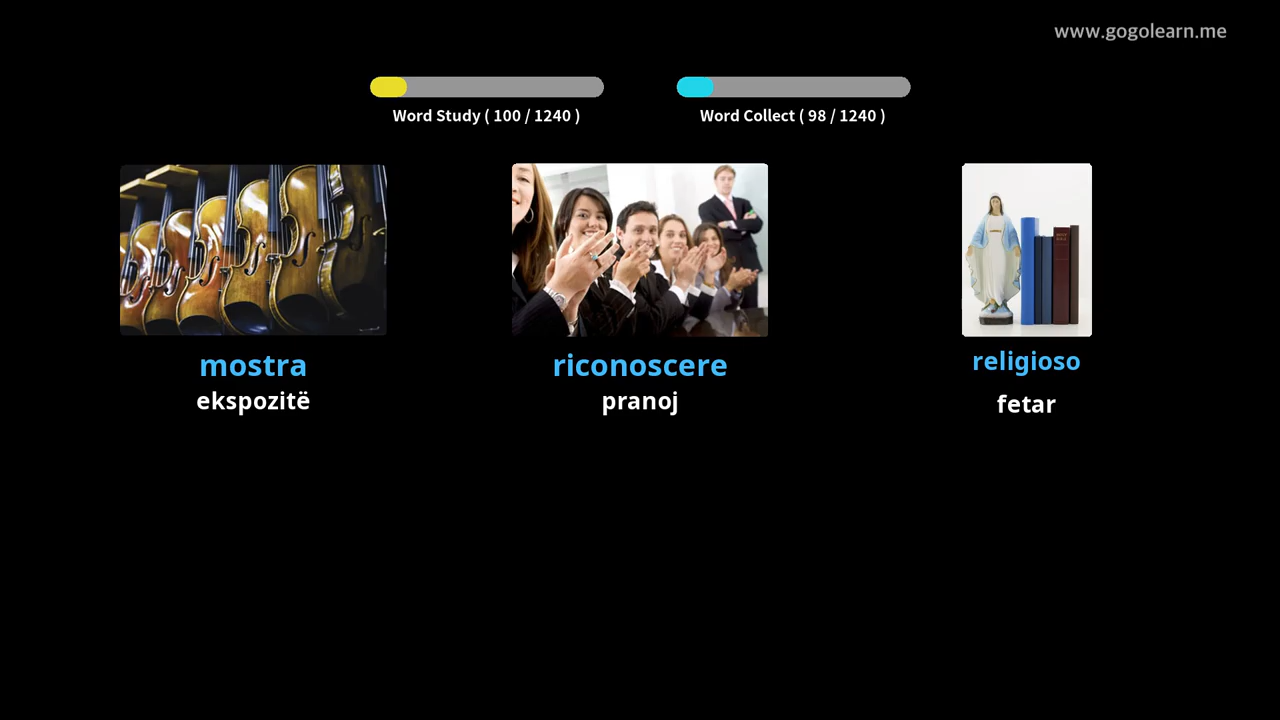 www.gogolearn.me
Word Study ( 100 / 1240 )
Word Collect ( 98 / 1240 )
mostra
ekspozitë
riconoscere
pranoj
religioso
fetar